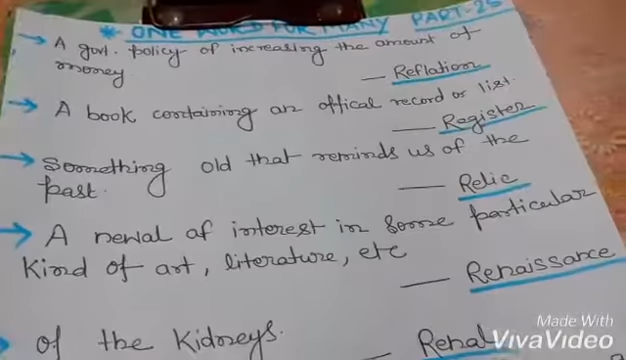 * ONE WORD FOR MANY PART-25
→ A govt. policy of increasing the amount of
money
— Reflation
→ A book containing an offical record or list.
— Register
→ Something old that reminds us of the
past.
— Relic
→ A newal of interest in some particular
kind of art, literature, etc
— Renaissance
of the kidneys.
— Renal
Made With
VivaVideo